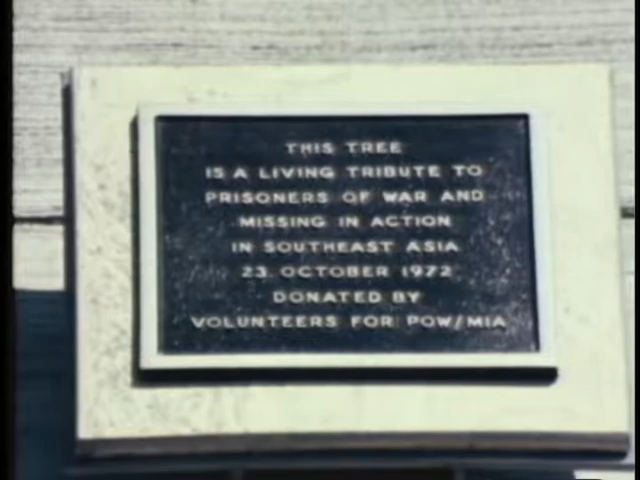 THIS TREE
IS A LIVING TRIBUTE TO
PRISONERS OF WAR AND
MISSING IN ACTION
IN SOUTHEAST ASIA
23. OCTOBER 1972
DONATED BY
VOLUNTEERS FOR POW/MIA